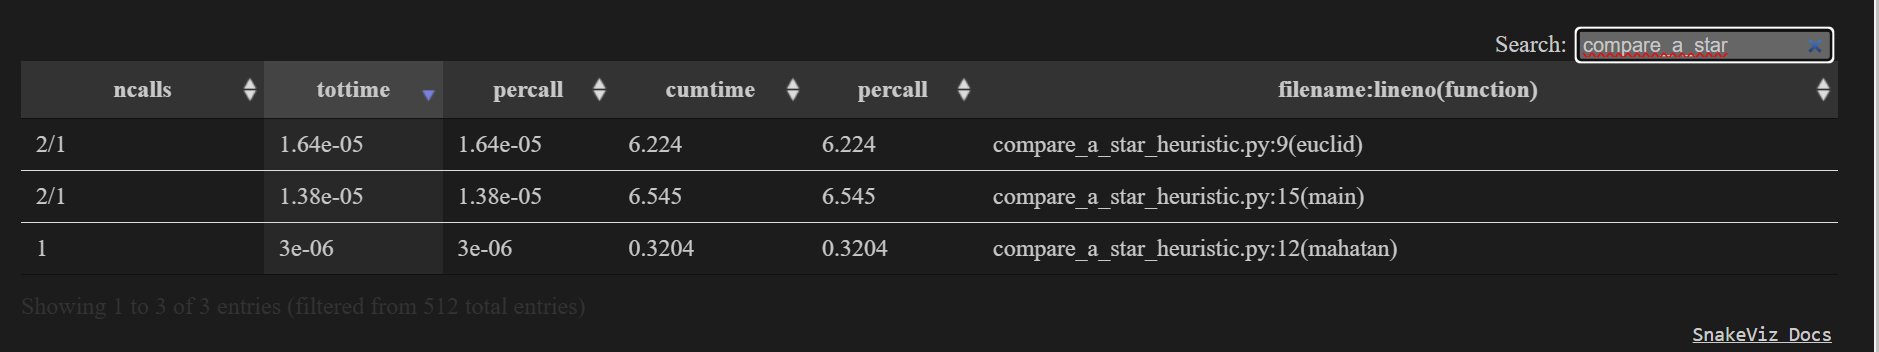 Search: compare_a_star
ncalls tottime percall cumtime percall filename:lineno(function)
2/1 1.64e-05 1.64e-05 6.224 6.224 compare_a_star_heuristic.py:9(euclid)
2/1 1.38e-05 1.38e-05 6.545 6.545 compare_a_star_heuristic.py:15(main)
1 3e-06 3e-06 0.3204 0.3204 compare_a_star_heuristic.py:12(mahatan)
Showing 1 to 3 of 3 entries (filtered from 512 total entries)
SnakeViz Docs